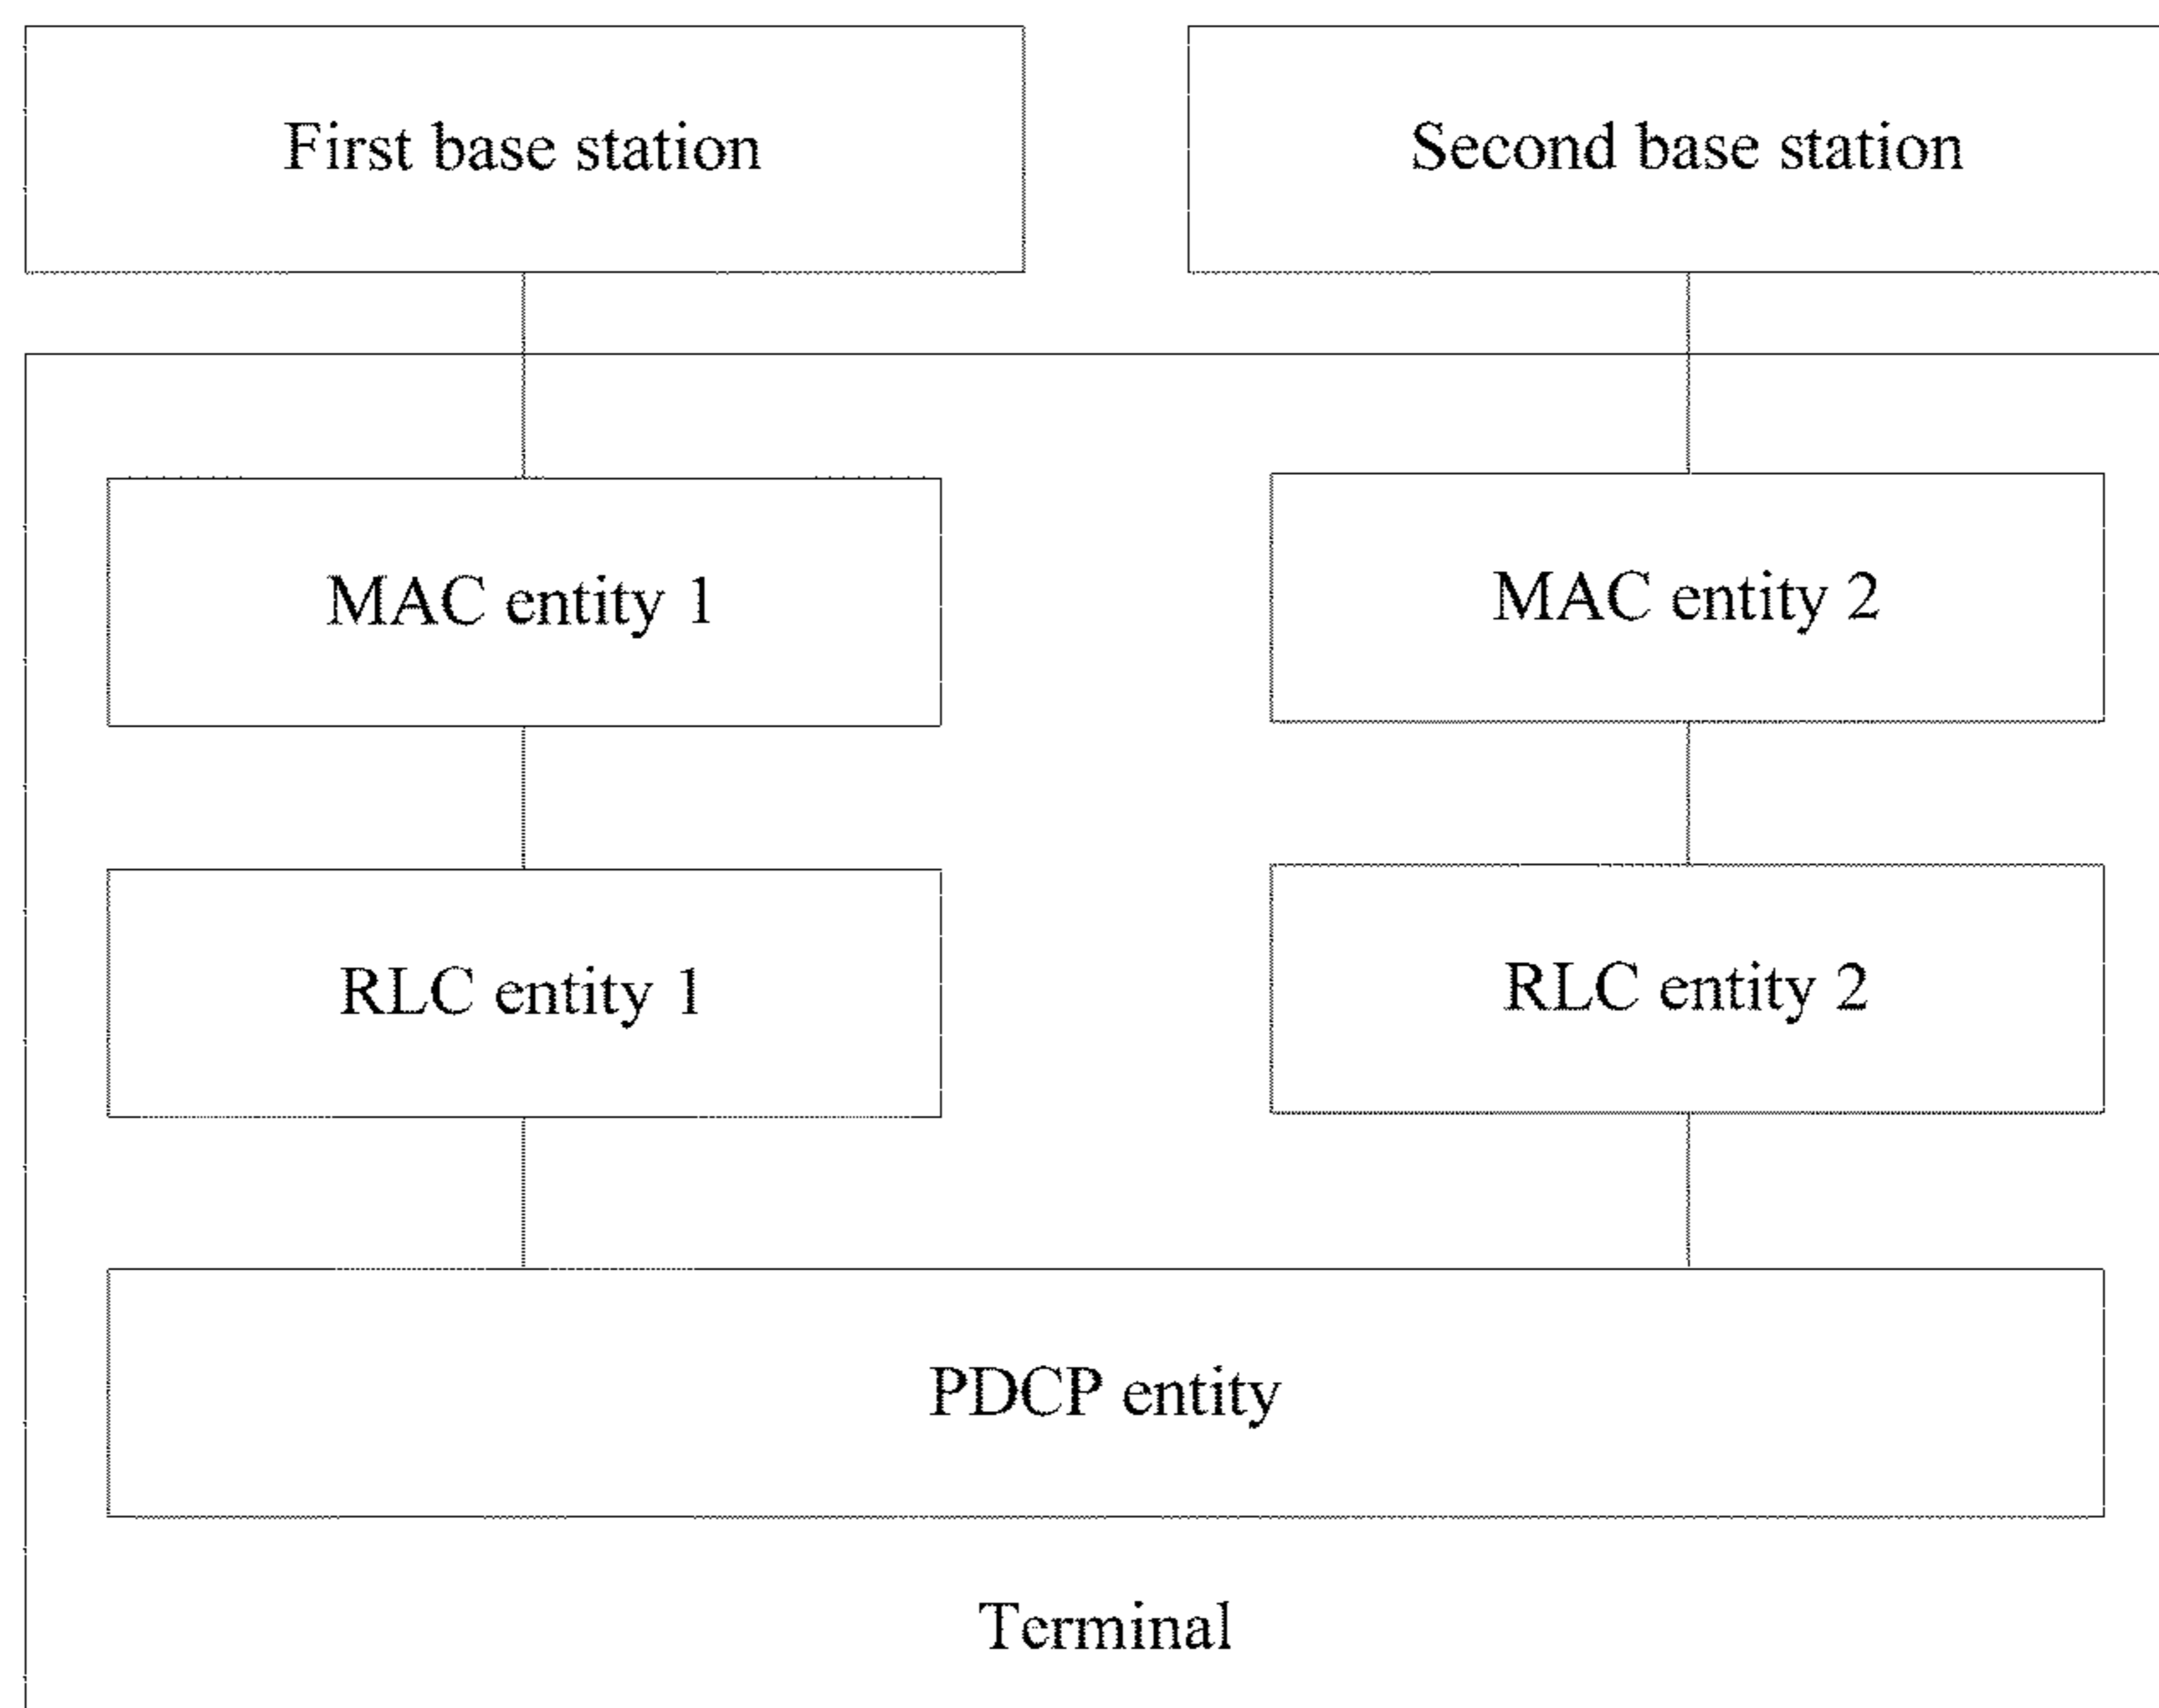 First base station
Second base station
MAC entity 1
MAC entity 2
RLC entity 1
RLC entity 2
PDCP entity
Terminal